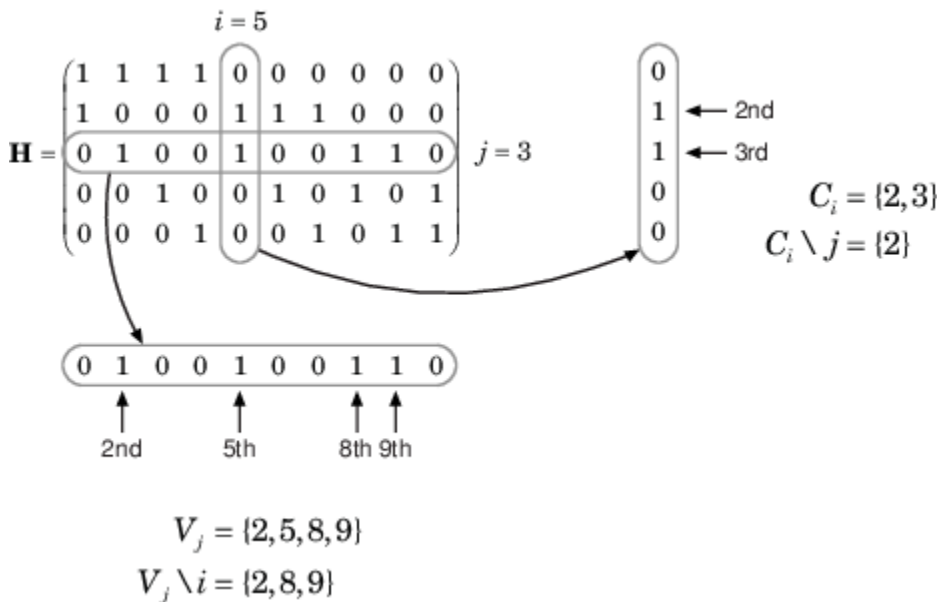 i = 5
1 1 1 1 0 0 0 0 0 0
1 0 0 0 1 1 1 0 0 0
H = 0 1 0 0 1 0 0 1 1 0 j = 3
0 0 1 0 0 1 0 1 0 1
0 0 0 1 0 0 1 0 1 1
0
1 2nd
1 3rd
0
0
C_i = {2,3}
C_i \ j = {2}
0 1 0 0 1 0 0 1 1 0
2nd 5th 8th 9th
V_j = {2,5,8,9}
V_j \ i = {2,8,9}